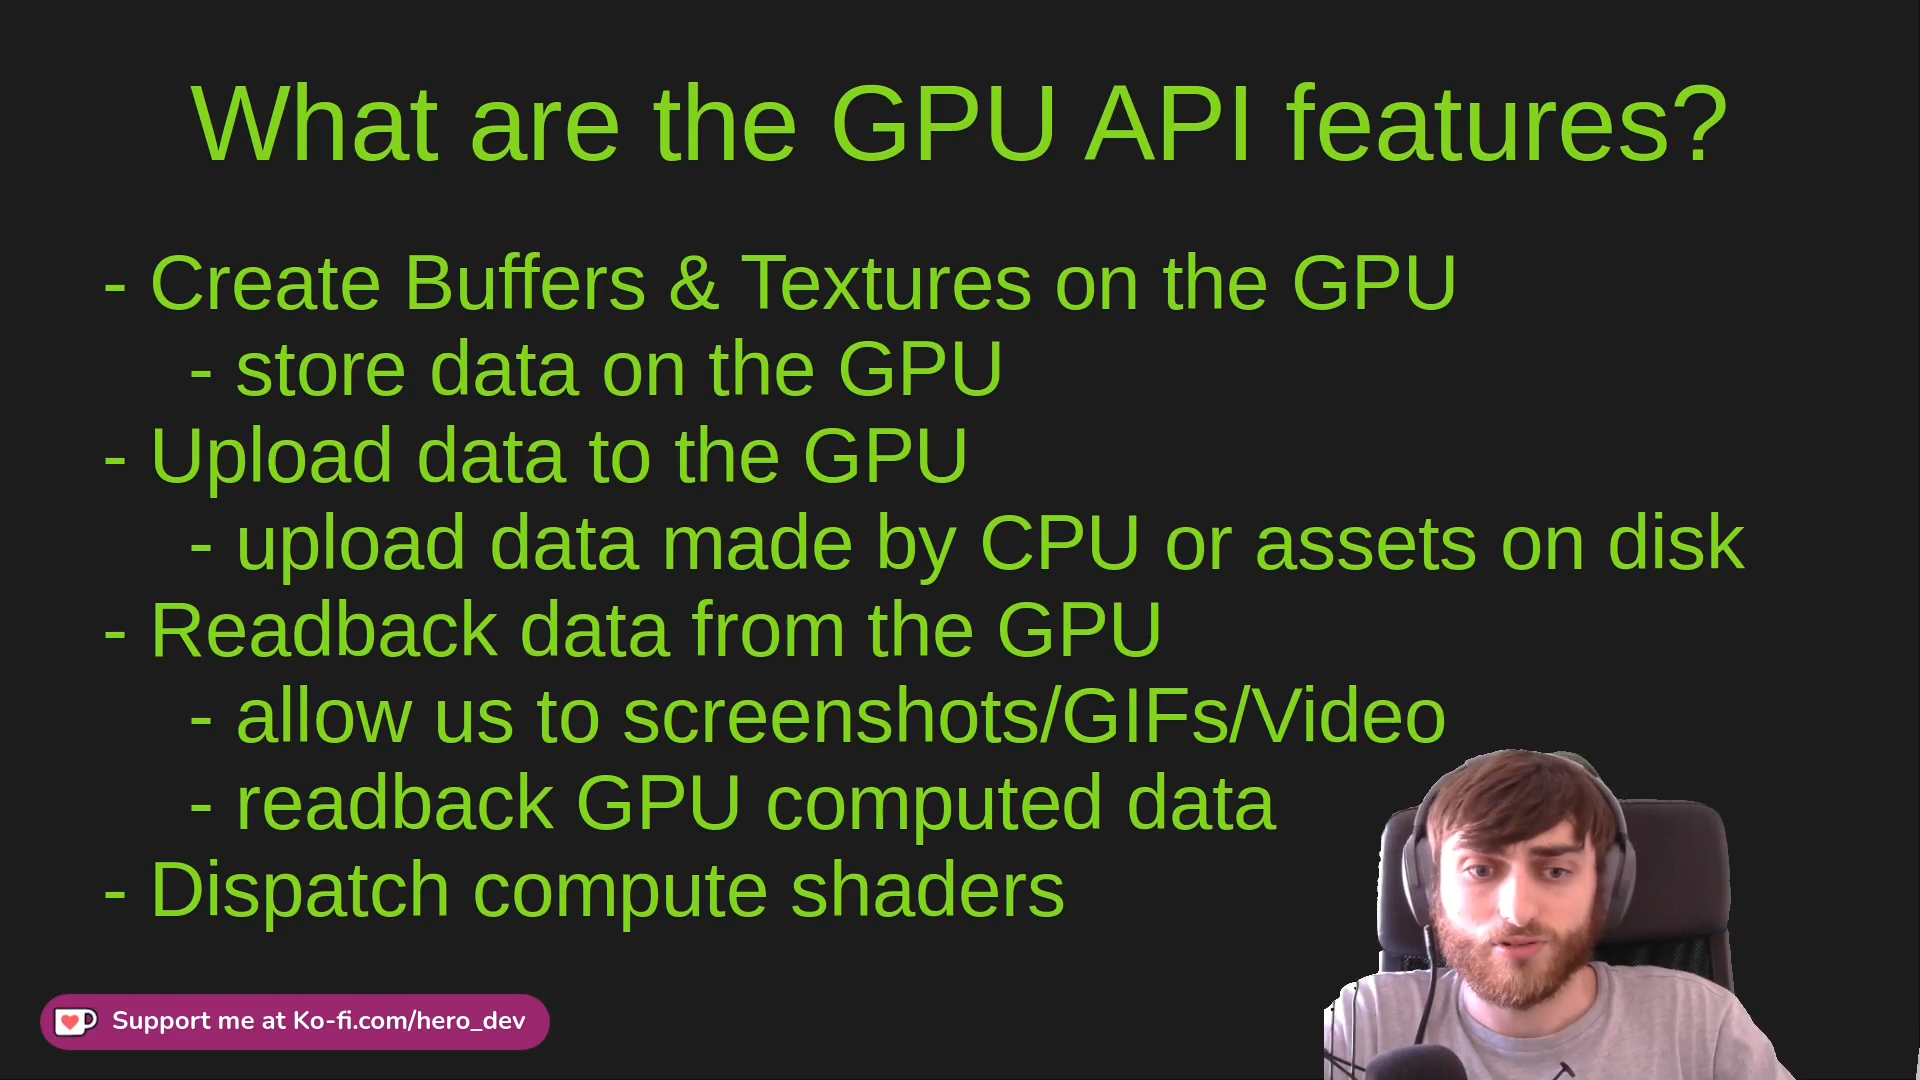 What are the GPU API features?
- Create Buffers & Textures on the GPU
- store data on the GPU
- Upload data to the GPU
- upload data made by CPU or assets on disk
- Readback data from the GPU
- allow us to screenshots/GIFs/Video
- readback GPU computed data
- Dispatch compute shaders
Support me at Ko-fi.com/hero_dev